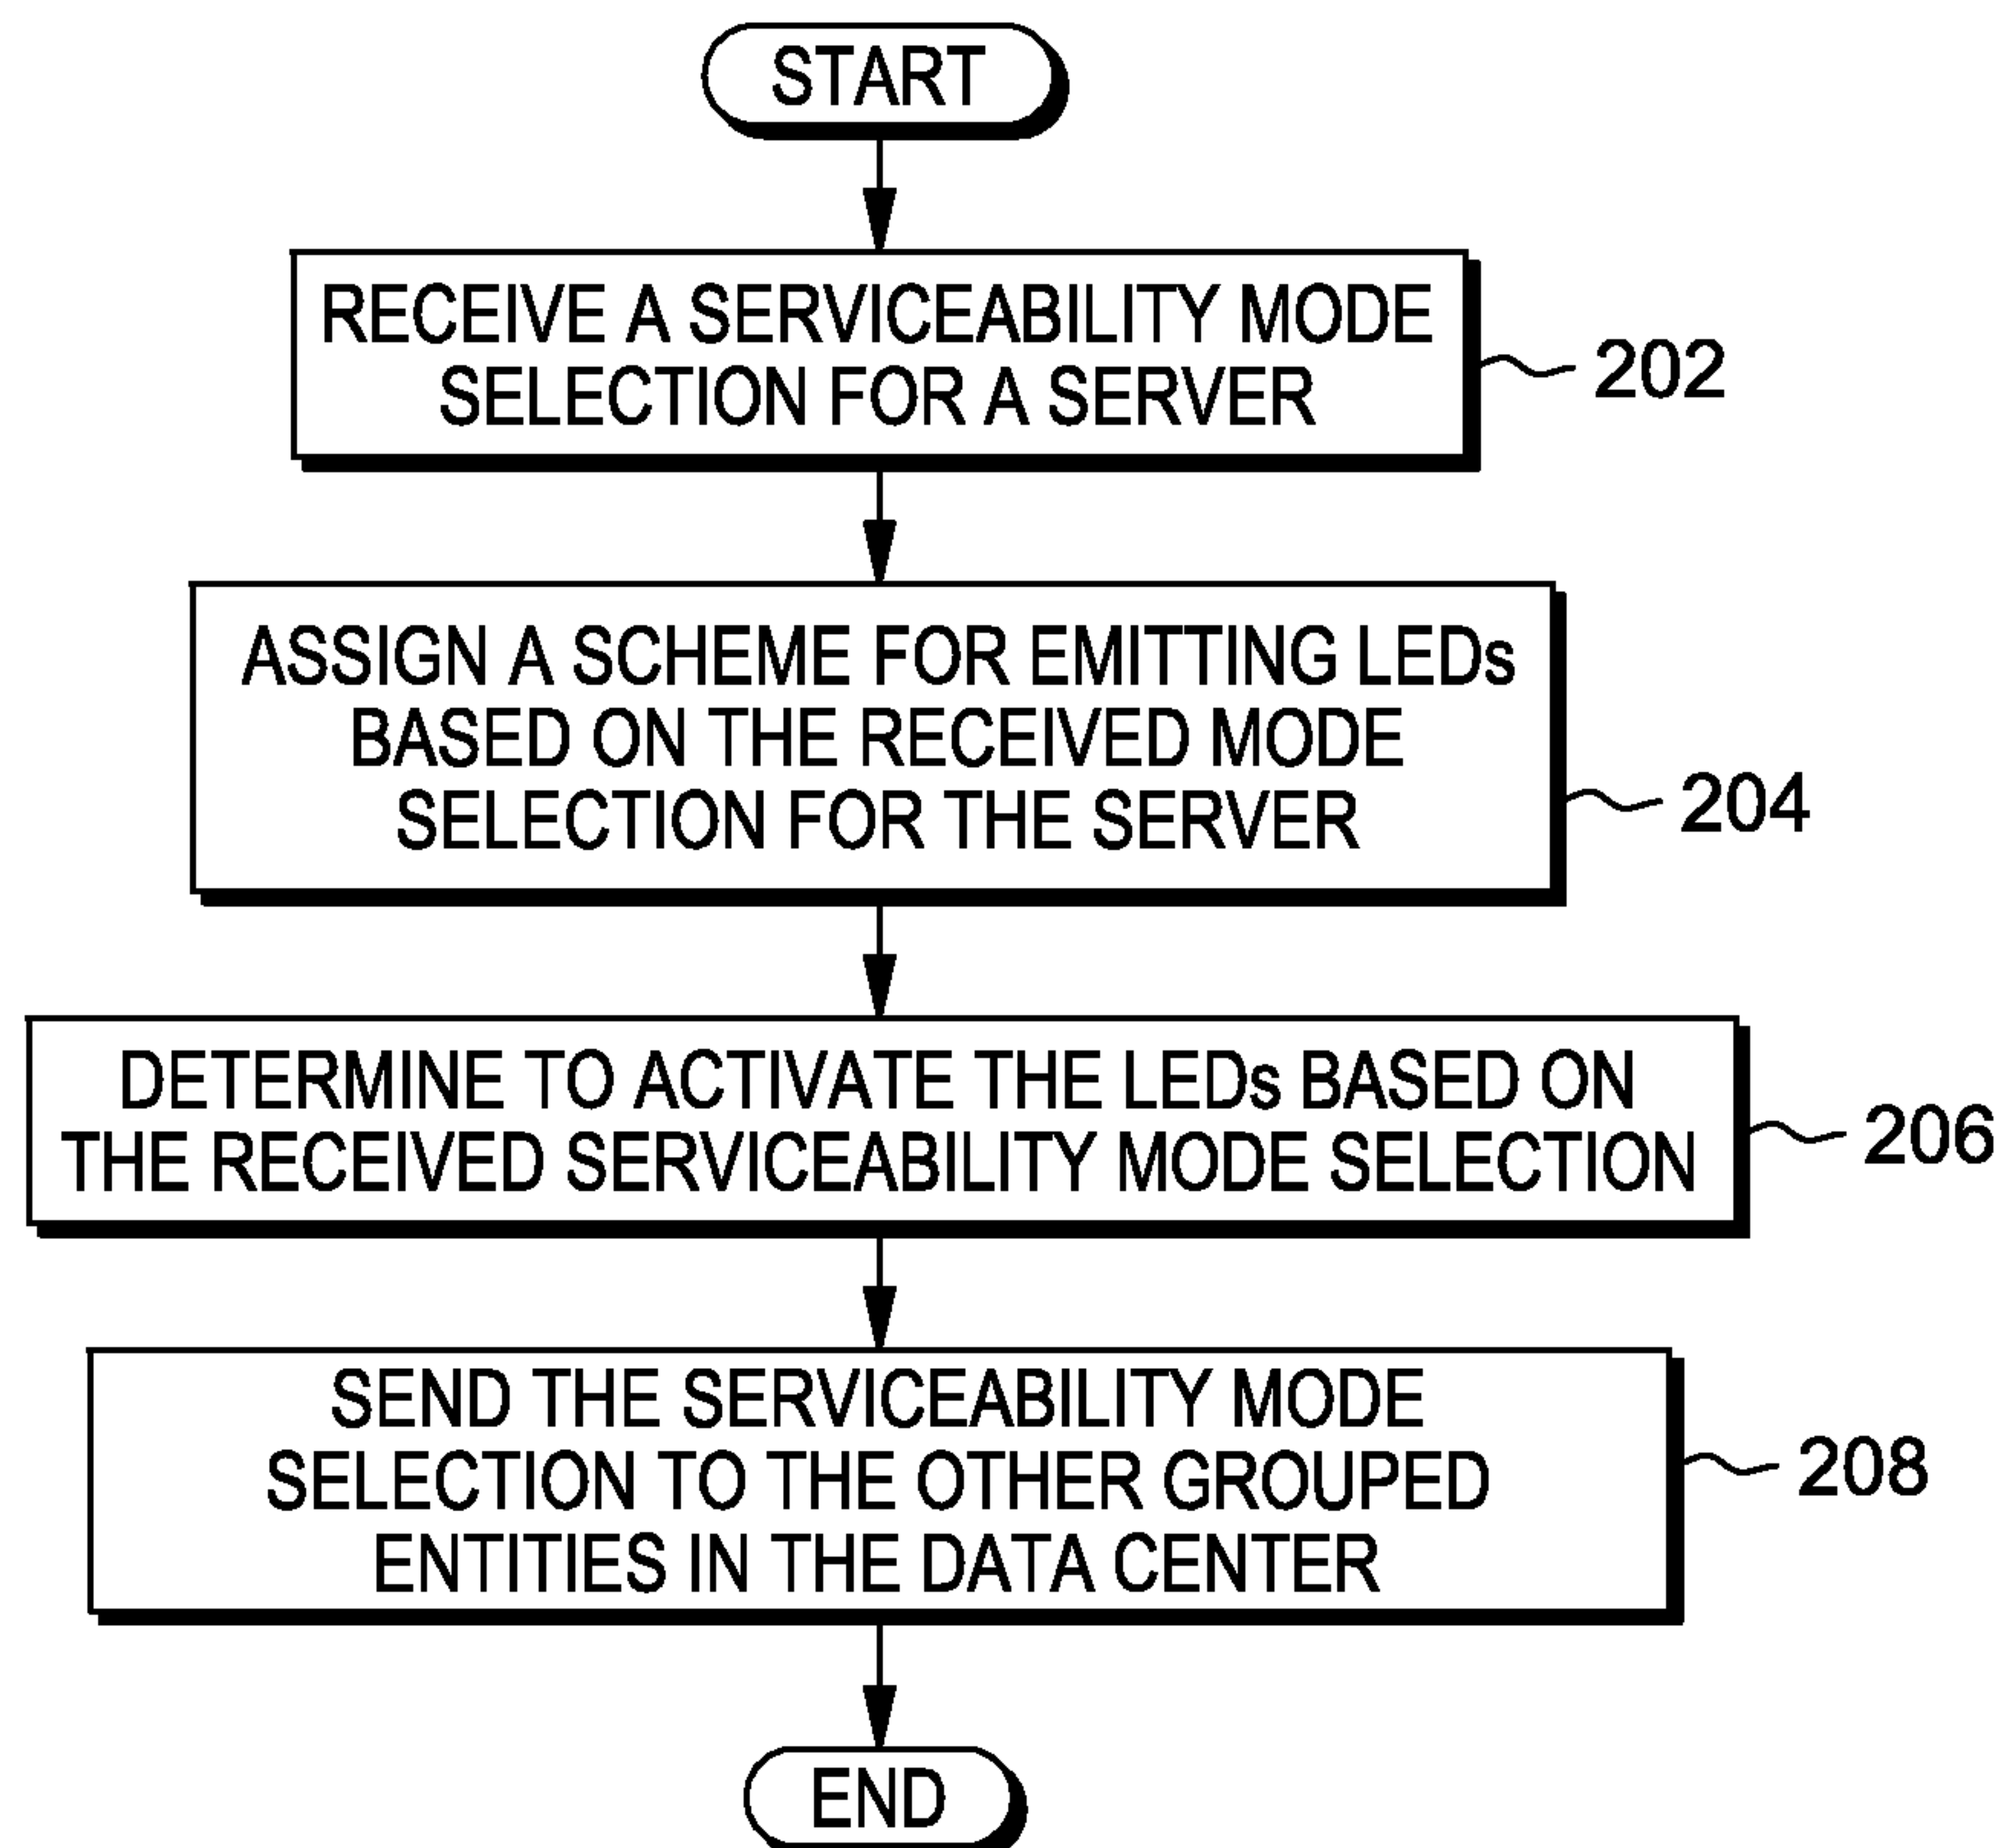 START
RECEIVE A SERVICEABILITY MODE
SELECTION FOR A SERVER
202
ASSIGN A SCHEME FOR EMITTING LEDs
BASED ON THE RECEIVED MODE
SELECTION FOR THE SERVER
204
DETERMINE TO ACTIVATE THE LEDs BASED ON
THE RECEIVED SERVICEABILITY MODE SELECTION
206
SEND THE SERVICEABILITY MODE
SELECTION TO THE OTHER GROUPED
ENTITIES IN THE DATA CENTER
208
END